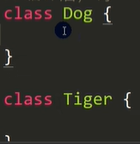 class Dog {
}
class Tiger {
}